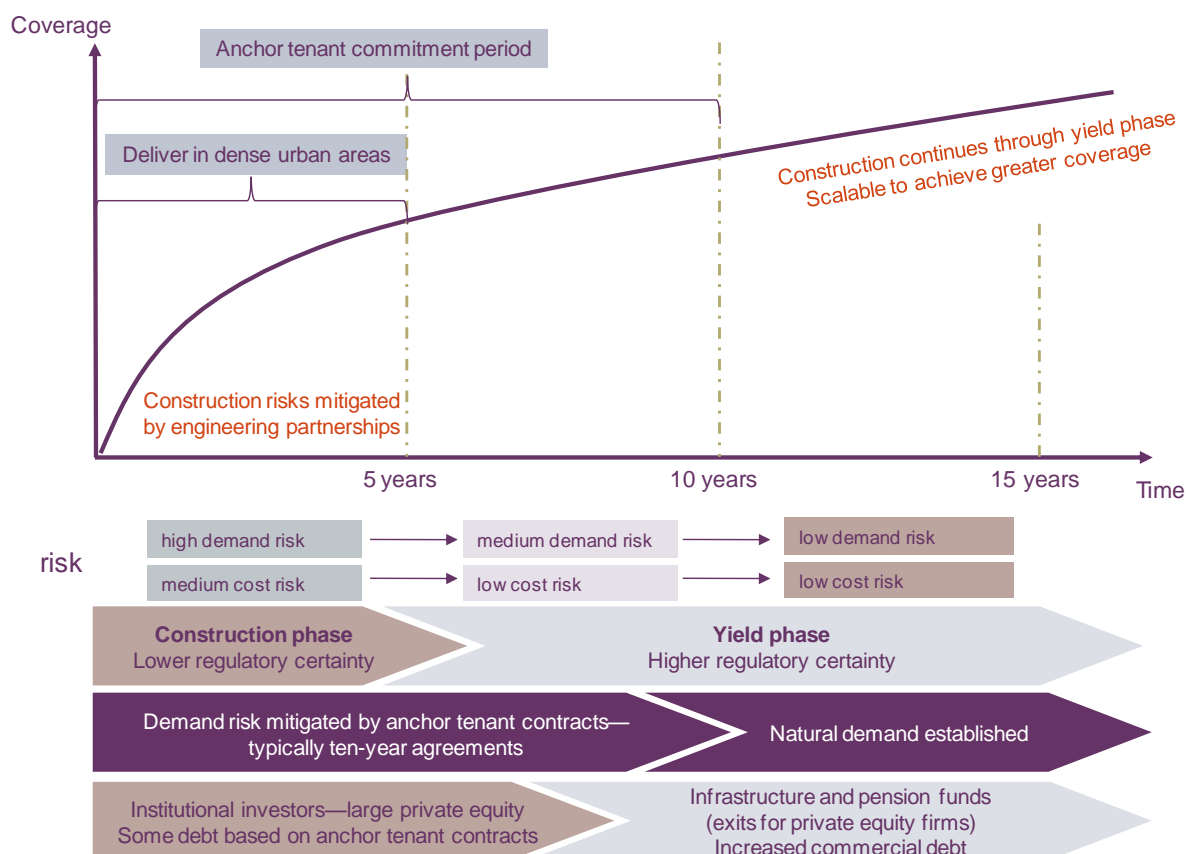 Coverage
Anchor tenant commitment period
Deliver in dense urban areas
Construction continues through yield phase
Scalable to achieve greater coverage
Construction risks mitigated
by engineering partnerships
5 years
10 years
15 years
Time
risk
high demand risk
medium demand risk
low demand risk
medium cost risk
low cost risk
low cost risk
Construction phase
Lower regulatory certainty
Yield phase
Higher regulatory certainty
Demand risk mitigated by anchor tenant contracts—
typically ten-year agreements
Natural demand established
Institutional investors—large private equity
Some debt based on anchor tenant contracts
Infrastructure and pension funds
(exits for private equity firms)
Increased commercial debt